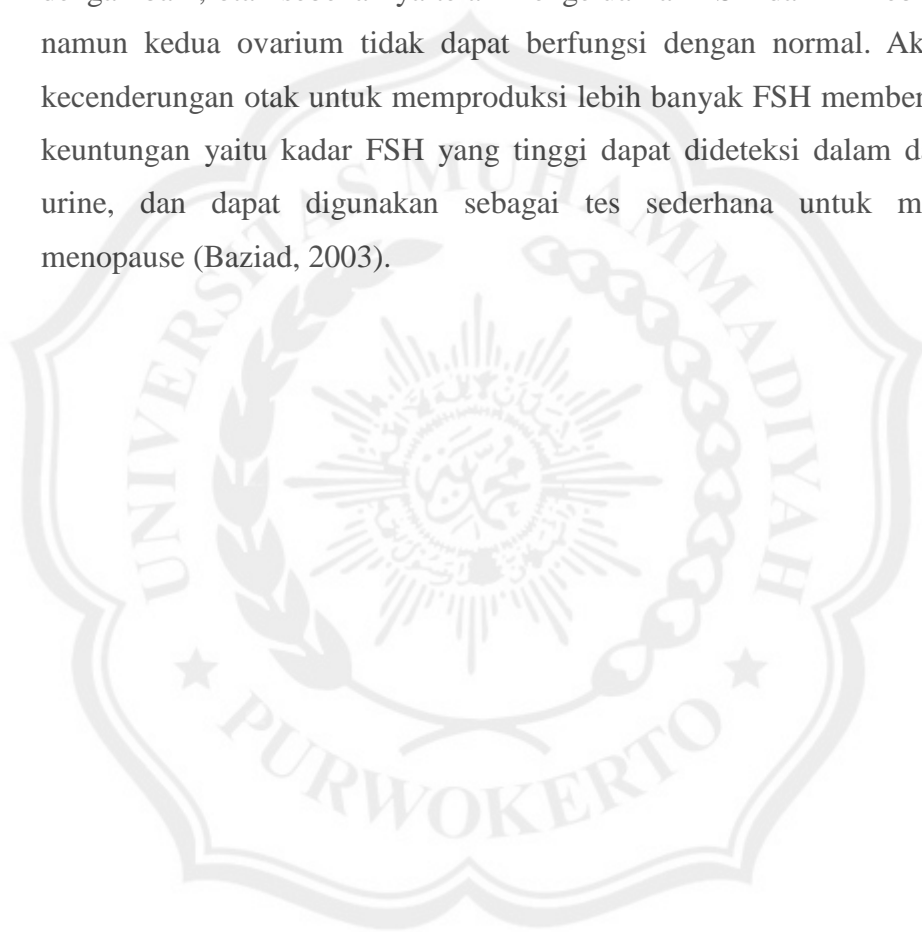 namun kedua ovarium tidak dapat berfungsi dengan normal.
kecenderungan otak untuk memproduksi lebih banyak FSH
keuntungan yaitu kadar FSH yang tinggi dapat dideteksi dalam
urine, dan dapat digunakan sebagai tes sederhana untuk
menopause (Baziad, 2003).
UNIVERSITAS MUHAMMADIYAH
PURWOKERTO